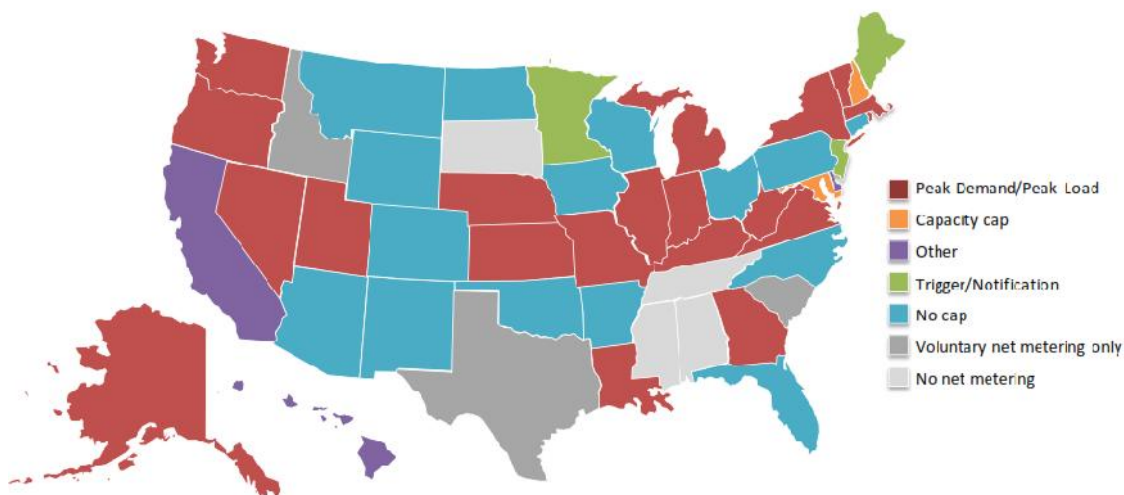 Peak Demand/Peak Load
Capacity cap
Other
Trigger/Notification
No cap
Voluntary net metering only
No net metering